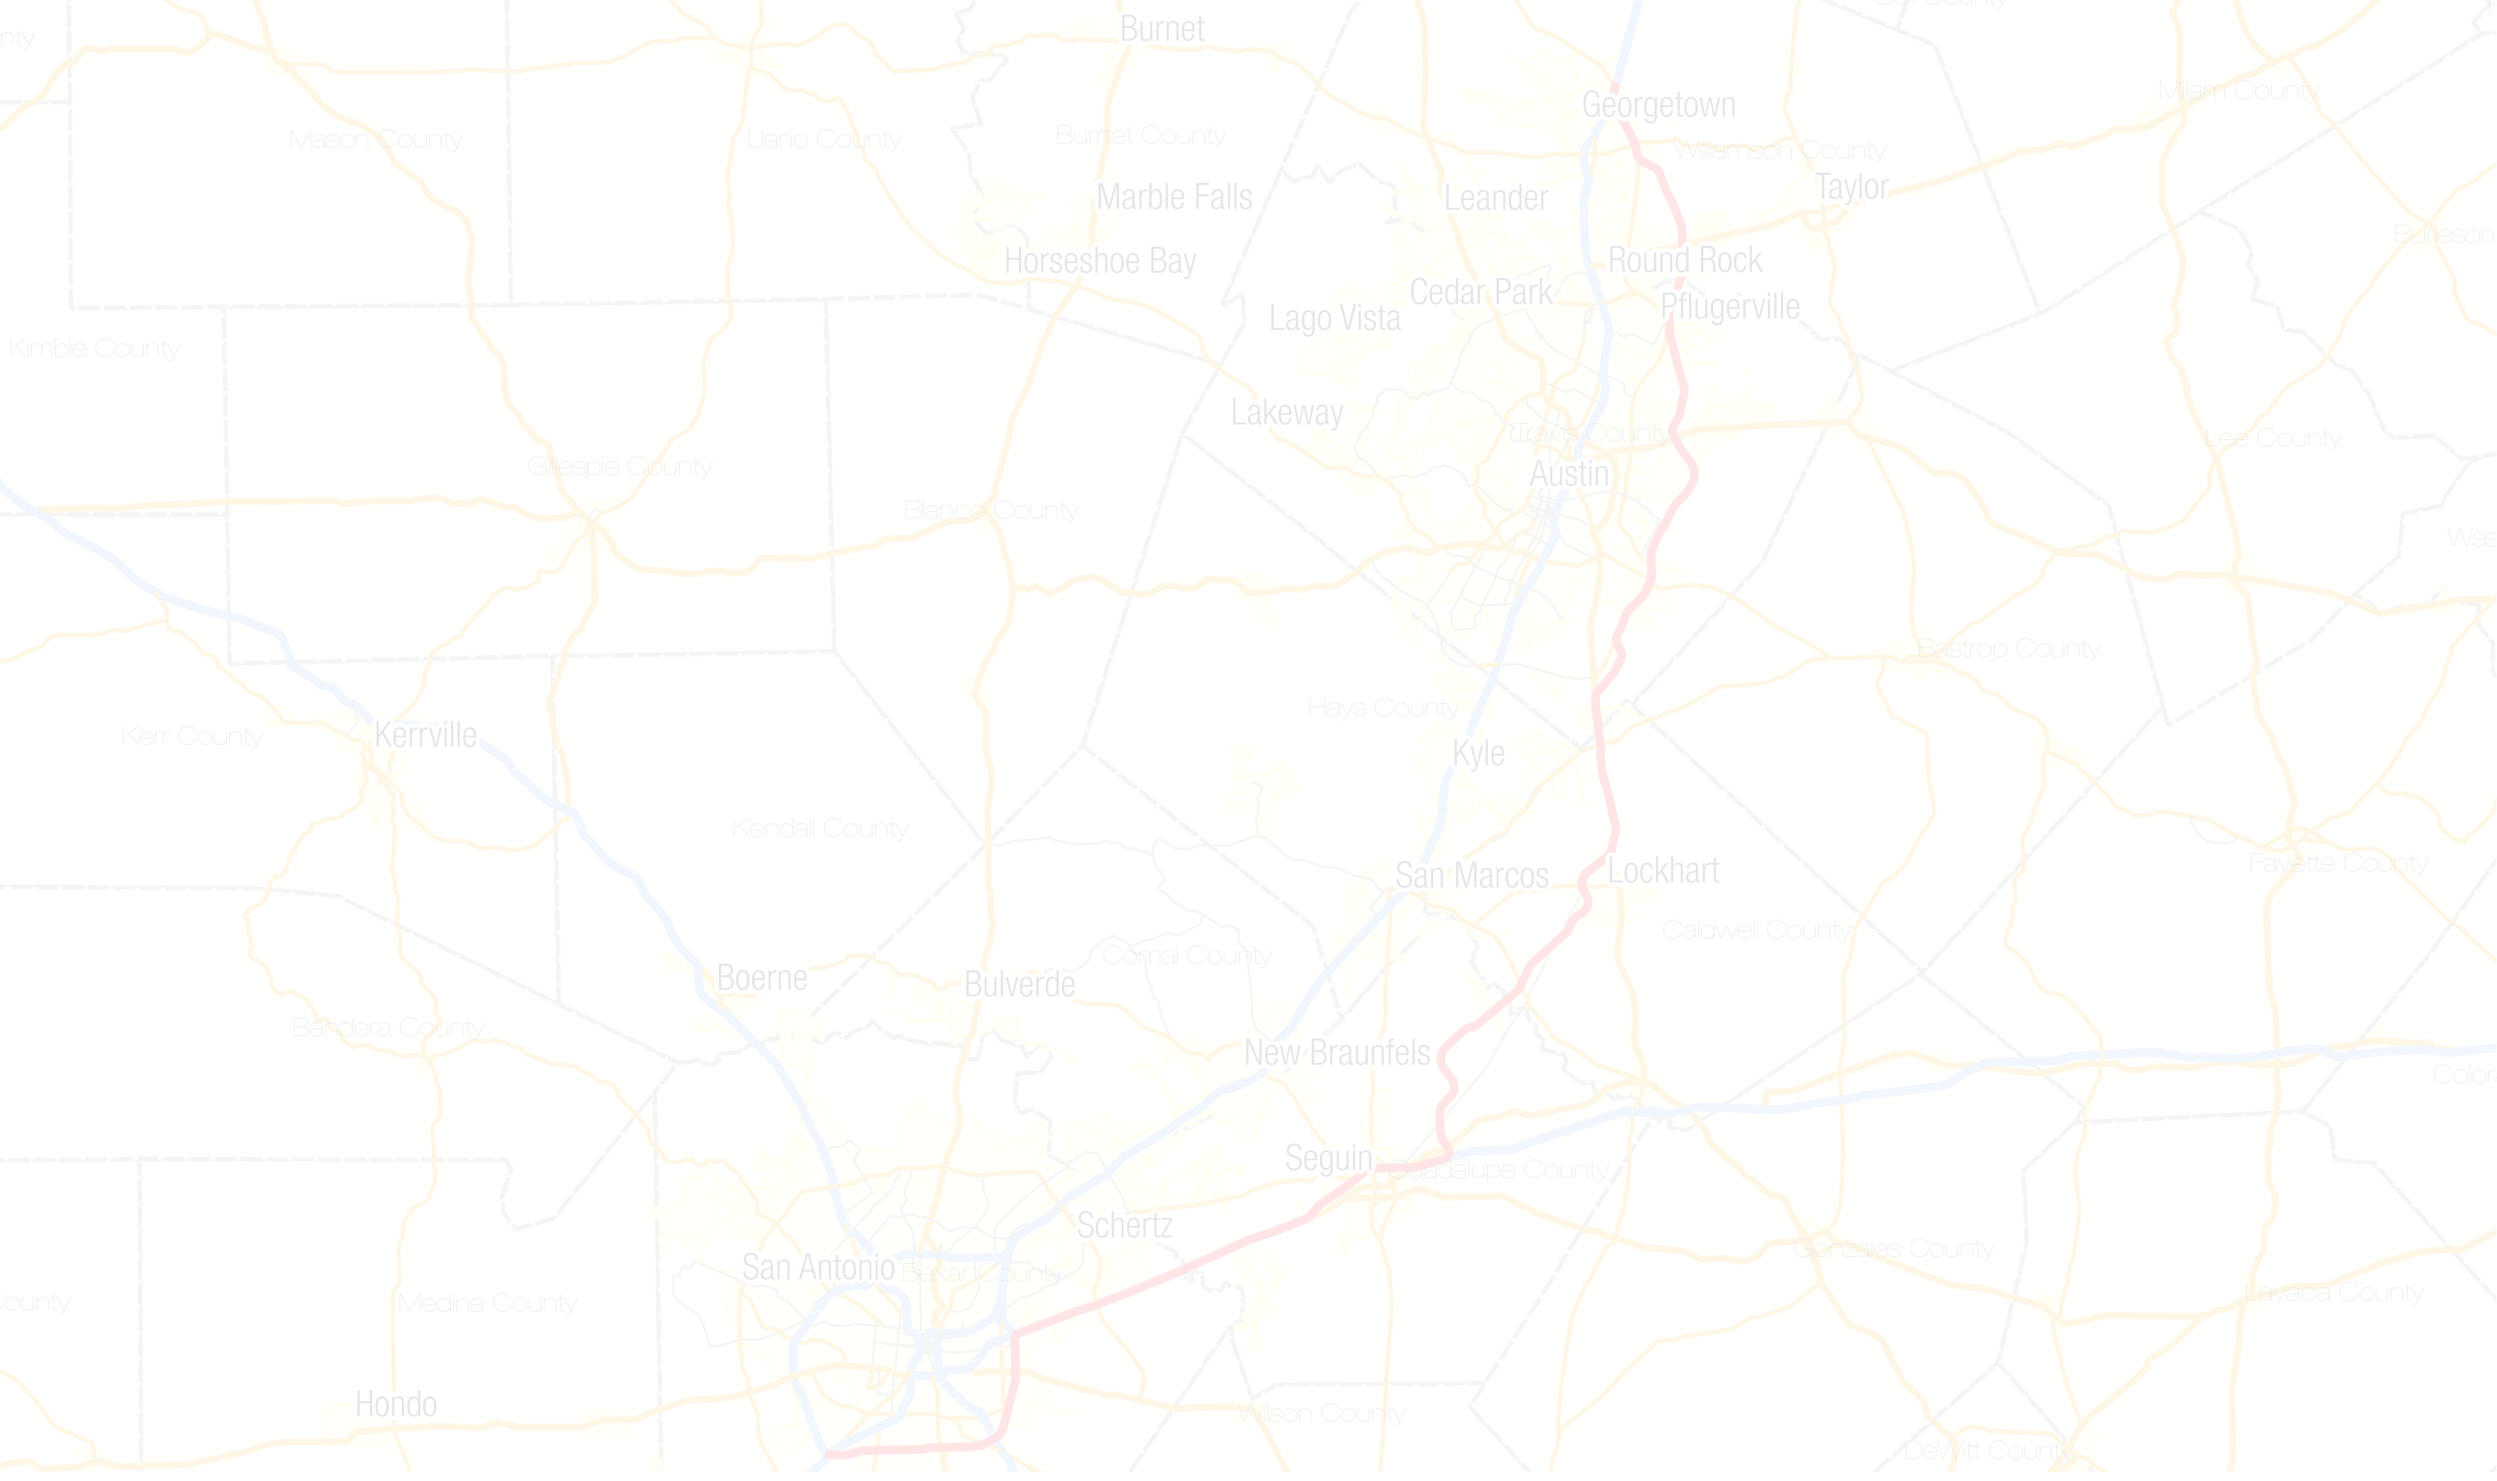 Burnet
Georgetown
Milam County
Mason County
Llano County
Burnet County
Williamson County
Marble Falls
Leander
Taylor
Burleson
Horseshoe Bay
Round Rock
Cedar Park
Lago Vista
Pflugerville
Kimble County
Lakeway
Travis County
Lee County
Gillespie County
Austin
Blanco County
Bastrop County
Hays County
Kerr County
Kerrville
Kyle
Kendall County
San Marcos
Lockhart
Fayette County
Caldwell County
Comal County
Boerne
Bulverde
Bandera County
New Braunfels
Seguin
Guadalupe County
Schertz
San Antonio
Bexar County
Gonzales County
Medina County
Lavaca County
Hondo
Wilson County
DeWitt County